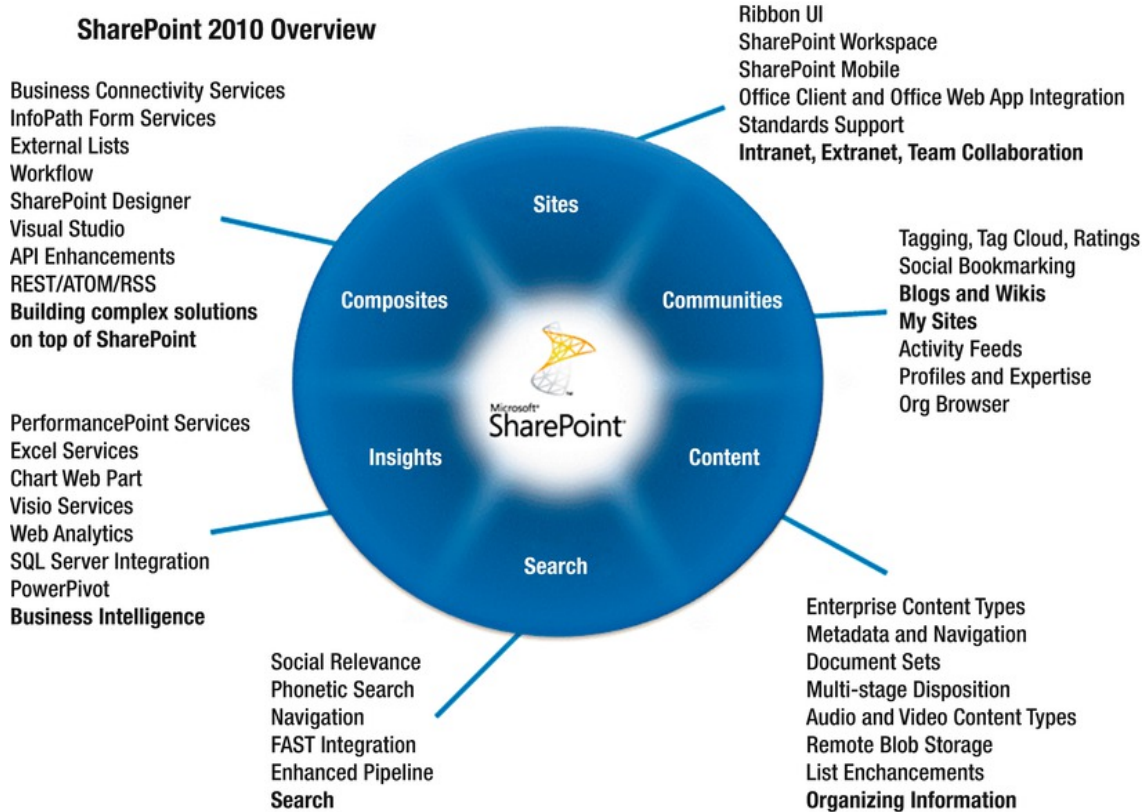 SharePoint 2010 Overview
Ribbon UI
SharePoint Workspace
SharePoint Mobile
Office Client and Office Web App Integration
Standards Support
Intranet, Extranet, Team Collaboration
Business Connectivity Services
InfoPath Form Services
External Lists
Workflow
SharePoint Designer
Visual Studio
API Enhancements
REST/ATOM/RSS
Building complex solutions
on top of SharePoint
Sites
Composites
Communities
Tagging, Tag Cloud, Ratings
Social Bookmarking
Blogs and Wikis
My Sites
Activity Feeds
Profiles and Expertise
Org Browser
Microsoft®
SharePoint®
™
Insights
Content
Search
PerformancePoint Services
Excel Services
Chart Web Part
Visio Services
Web Analytics
SQL Server Integration
PowerPivot
Business Intelligence
Social Relevance
Phonetic Search
Navigation
FAST Integration
Enhanced Pipeline
Search
Enterprise Content Types
Metadata and Navigation
Document Sets
Multi-stage Disposition
Audio and Video Content Types
Remote Blob Storage
List Enchancements
Organizing Information